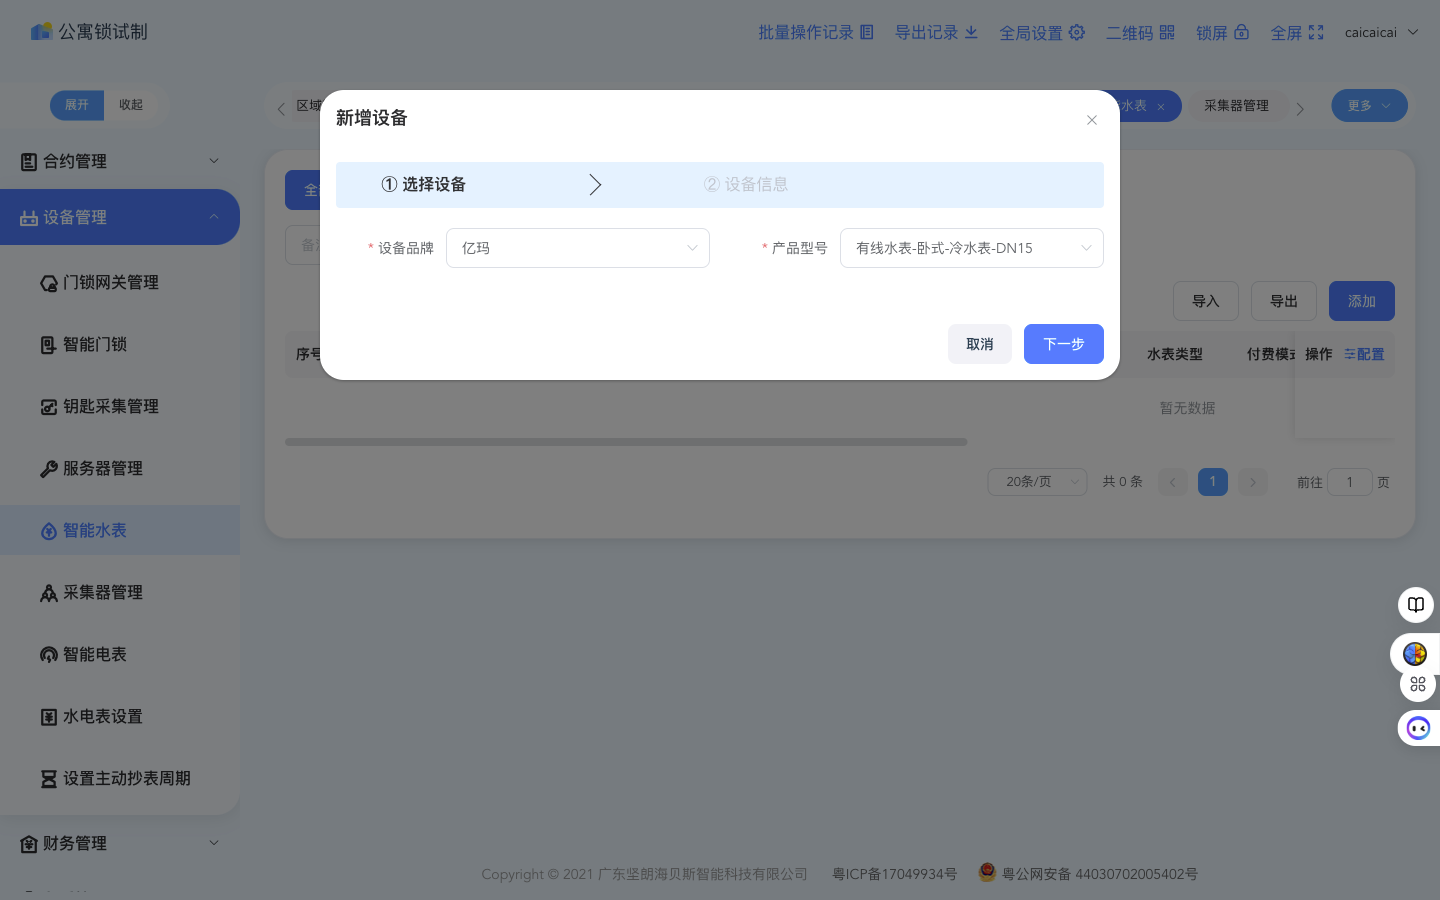 公寓锁试制
批量操作记录 导出记录 全局设置 二维码 锁屏 全屏 caicaicai
展开 收起
区域 水表 采集器管理 更多
新增设备
① 选择设备 ② 设备信息
* 设备品牌 亿玛 * 产品型号 有线水表-卧式-冷水表-DN15
取消 下一步
合约管理
设备管理
门锁网关管理
智能门锁
钥匙采集管理
服务器管理
智能水表
采集器管理
智能电表
水电表设置
设置主动抄表周期
财务管理
导入 导出 添加
序号 水表类型 付费模式 操作 配置
暂无数据
20条/页 共 0 条 1 前往 1 页
Copyright © 2021 广东坚朗海贝斯智能科技有限公司 粤ICP备17049934号 粤公网安备 44030702005402号